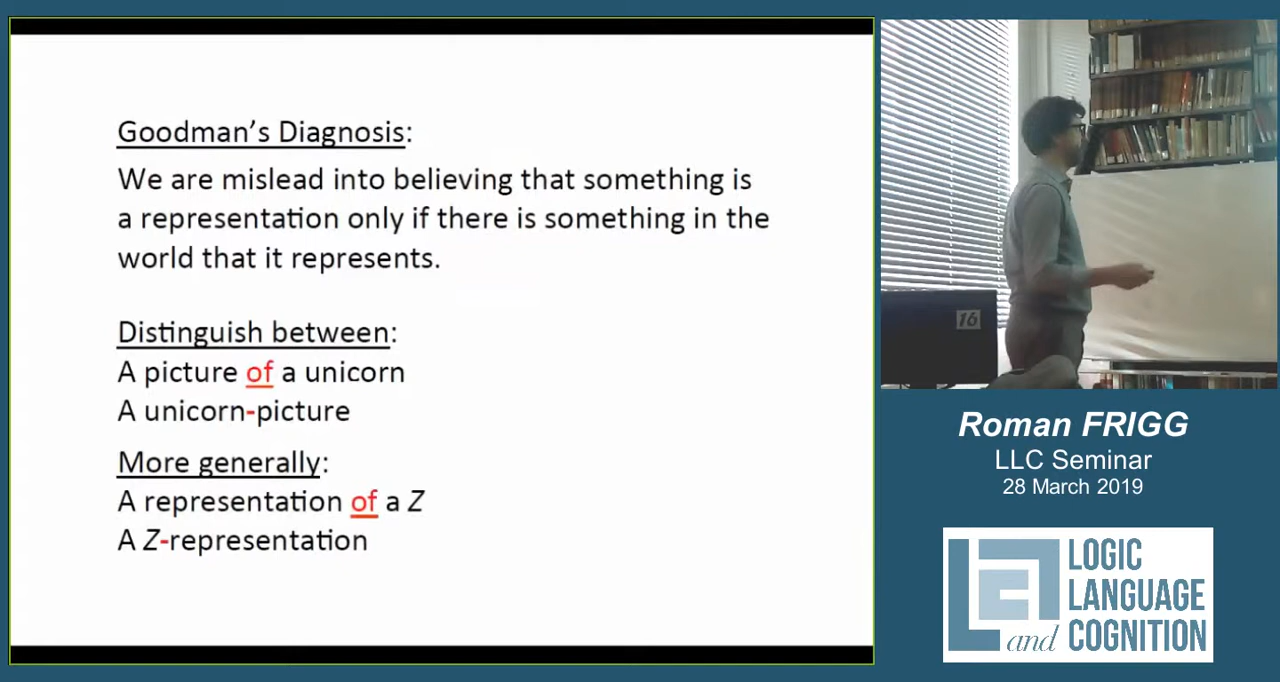 Goodman’s Diagnosis:
We are mislead into believing that something is
a representation only if there is something in the
world that it represents.
Distinguish between:
A picture of a unicorn
A unicorn-picture
More generally:
A representation of a Z
A Z-representation
16
Roman FRIGG
LLC Seminar
28 March 2019
LOGIC
LANGUAGE
and COGNITION